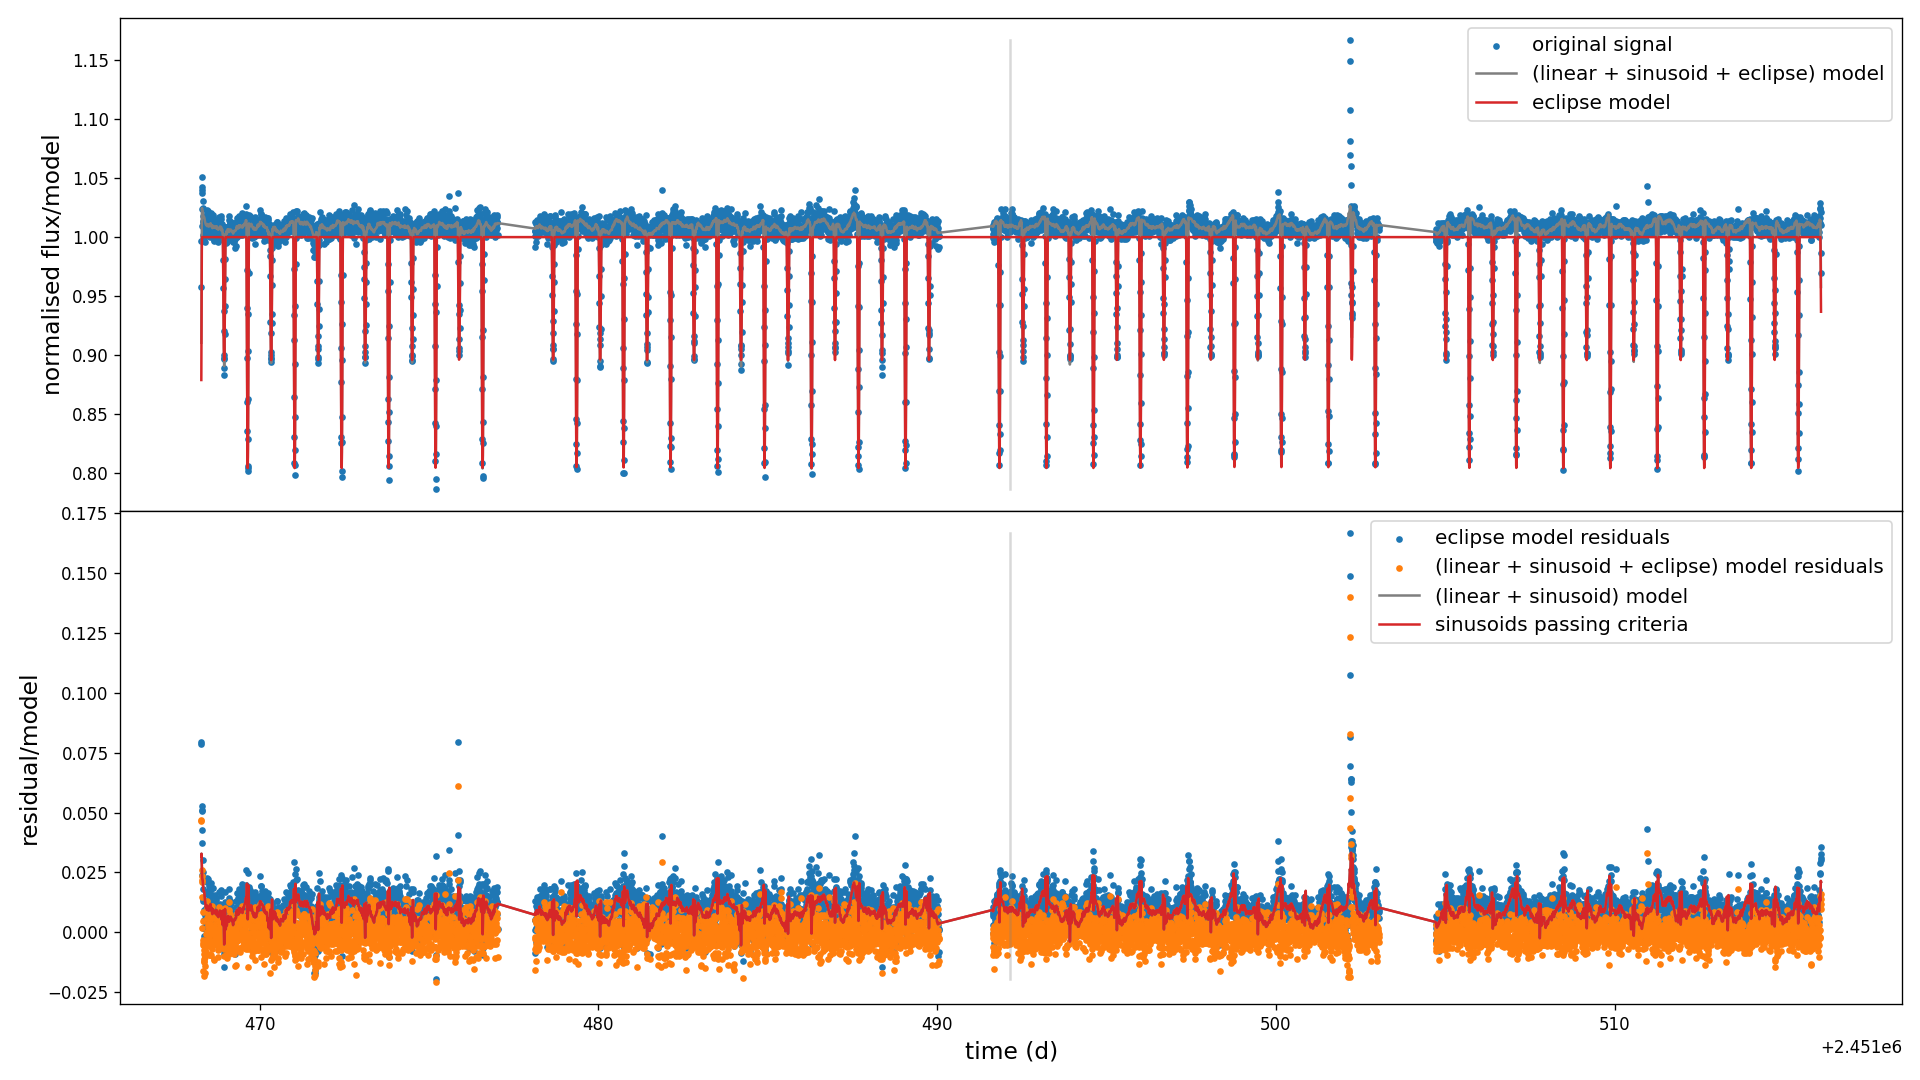 original signal
(linear + sinusoid + eclipse) model
eclipse model
normalised flux/model
1.15
1.10
1.05
1.00
0.95
0.90
0.85
0.80
eclipse model residuals
(linear + sinusoid + eclipse) model residuals
(linear + sinusoid) model
sinusoids passing criteria
residual/model
0.175
0.150
0.125
0.100
0.075
0.050
0.025
0.000
−0.025
470
480
490
500
510
time (d)
+2.451e6